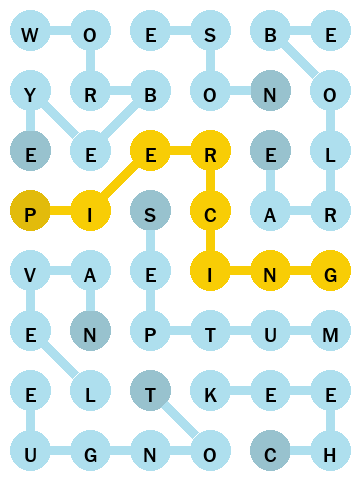 W O E S B E
Y R B O N O
E E E R E L
P I S C A R
V A E I N G
E N P T U M
E L T K E E
U G N O C H